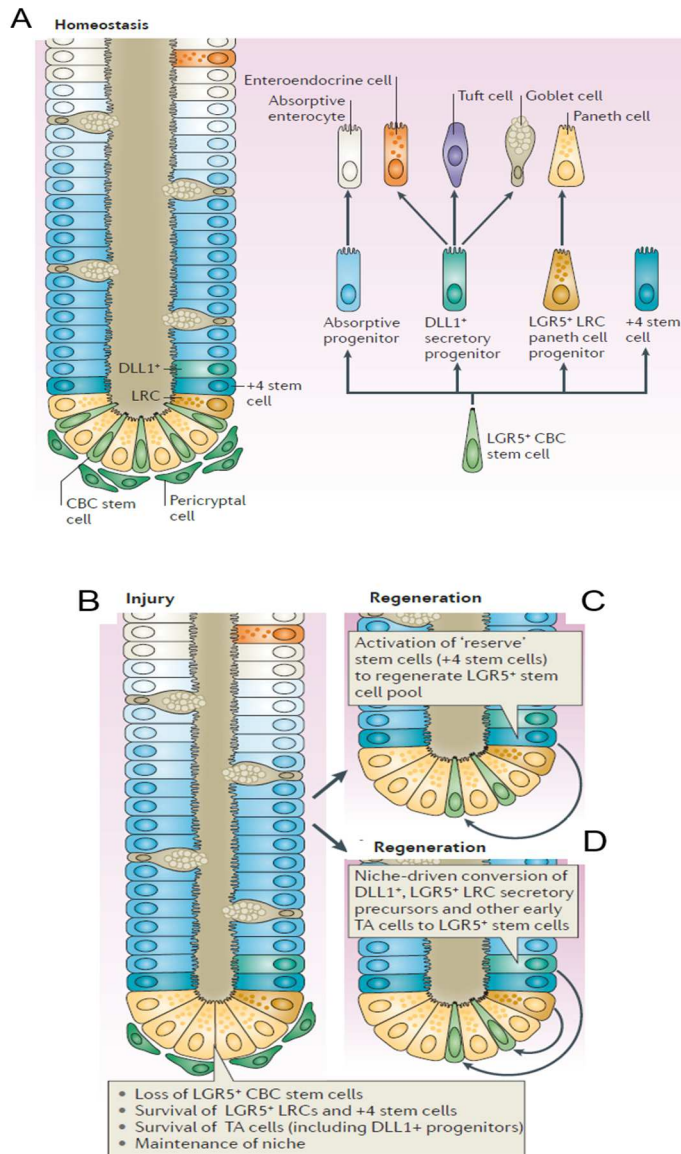 A
Homeostasis
Enteroendocrine cell
Absorptive
enterocyte
Tuft cell
Goblet cell
Paneth cell
Absorptive
progenitor
DLL1⁺
secretory
progenitor
LGR5⁺ LRC
paneth cell
progenitor
+4 stem
cell
DLL1⁺
LRC
+4 stem
cell
LGR5⁺ CBC
stem cell
CBC stem
cell
Pericryptal
cell
B
Injury
Regeneration
C
Activation of ‘reserve’
stem cells (+4 stem cells)
to regenerate LGR5⁺ stem
cell pool
Regeneration
D
Niche-driven conversion of
DLL1⁺, LGR5⁺ LRC secretory
precursors and other early
TA cells to LGR5⁺ stem cells
• Loss of LGR5⁺ CBC stem cells
• Survival of LGR5⁺ LRCs and +4 stem cells
• Survival of TA cells (including DLL1+ progenitors)
• Maintenance of niche